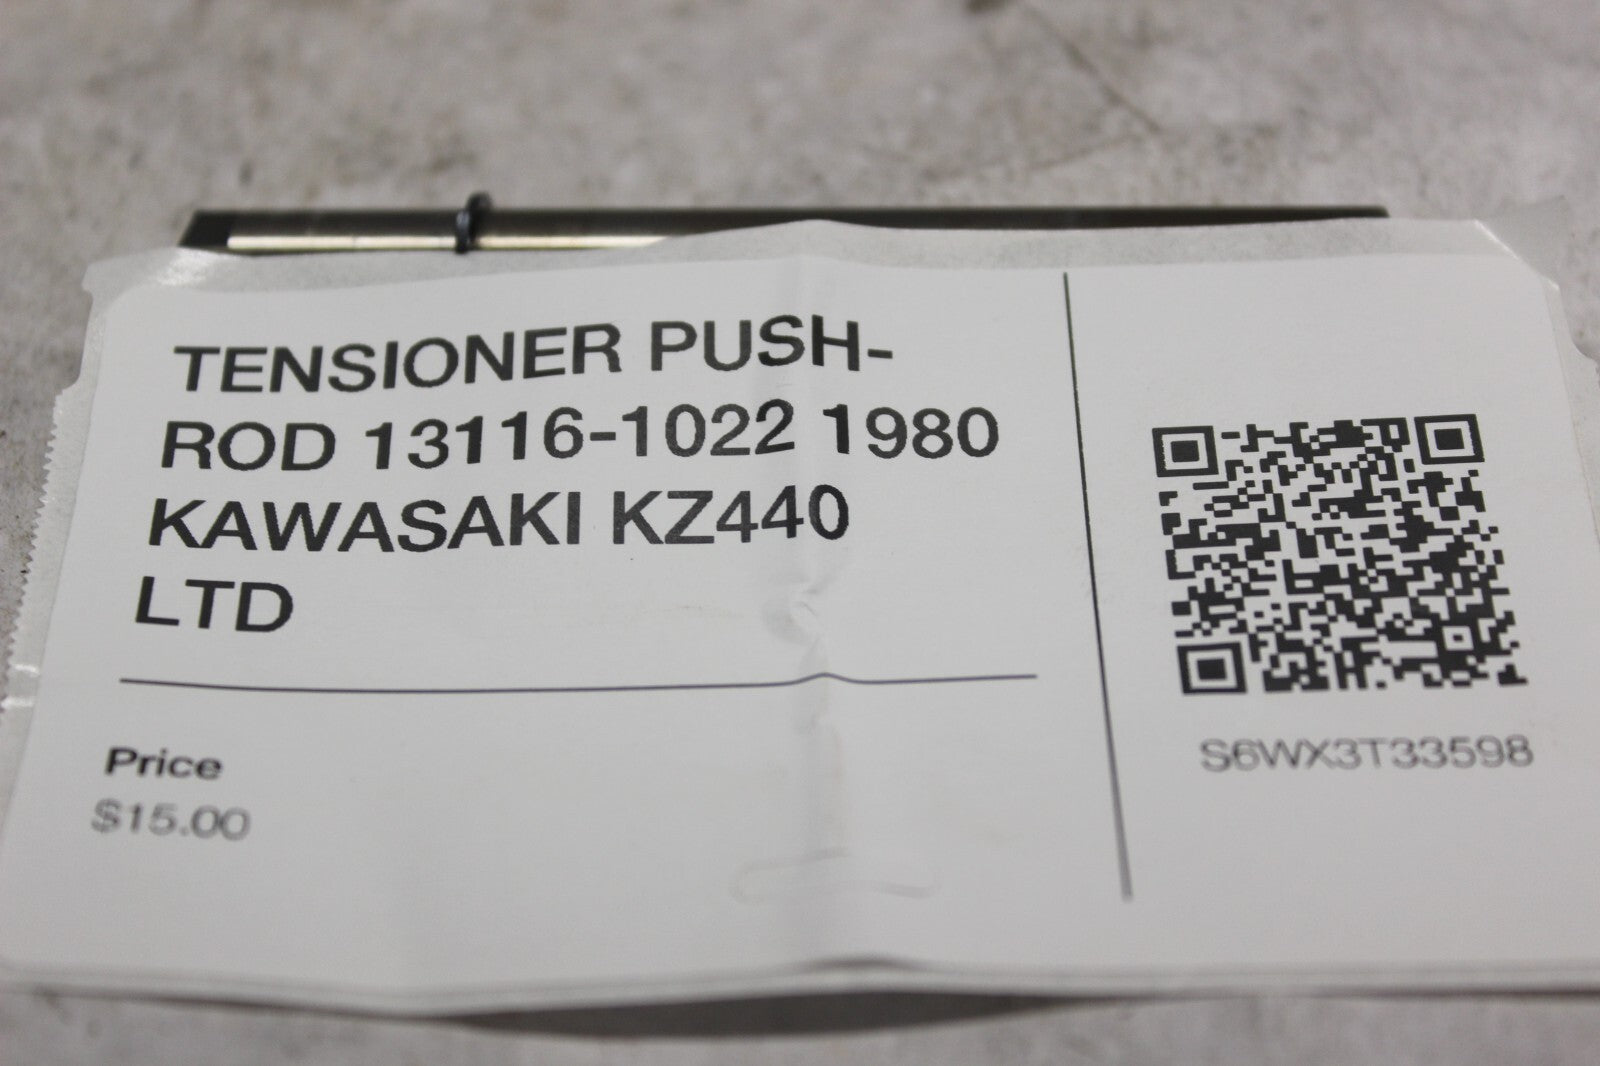 TENSIONER PUSH-
ROD 13116-1022 1980
KAWASAKI KZ440
LTD
Price
$15.00
S6WX3T33598